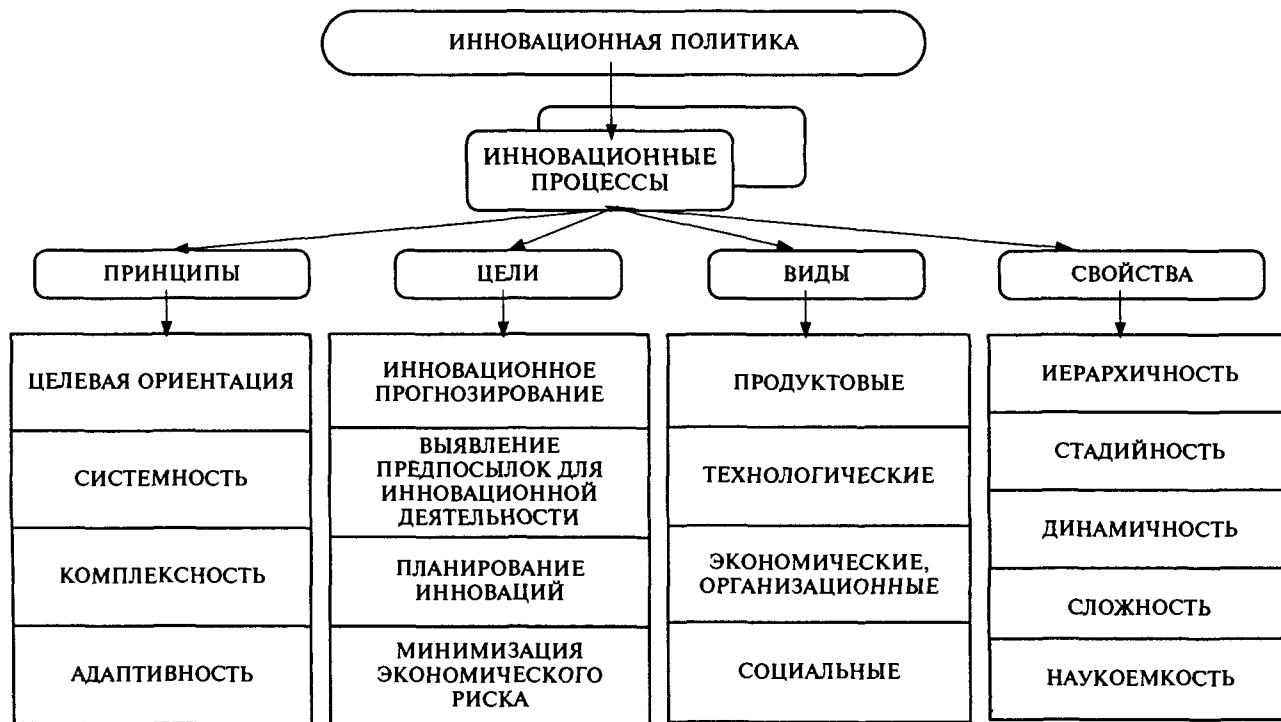 ИННОВАЦИОННАЯ ПОЛИТИКА
ИННОВАЦИОННЫЕ
ПРОЦЕССЫ
ПРИНЦИПЫ
ЦЕЛЕВАЯ ОРИЕНТАЦИЯ
СИСТЕМНОСТЬ
КОМПЛЕКСНОСТЬ
АДАПТИВНОСТЬ
ЦЕЛИ
ИННОВАЦИОННОЕ
ПРОГНОЗИРОВАНИЕ
ВЫЯВЛЕНИЕ
ПРЕДПОСЫЛОК ДЛЯ
ИННОВАЦИОННОЙ
ДЕЯТЕЛЬНОСТИ
ПЛАНИРОВАНИЕ
ИННОВАЦИЙ
МИНИМИЗАЦИЯ
ЭКОНОМИЧЕСКОГО
РИСКА
ВИДЫ
ПРОДУКТОВЫЕ
ТЕХНОЛОГИЧЕСКИЕ
ЭКОНОМИЧЕСКИЕ,
ОРГАНИЗАЦИОННЫЕ
СОЦИАЛЬНЫЕ
СВОЙСТВА
ИЕРАРХИЧНОСТЬ
СТАДИЙНОСТЬ
ДИНАМИЧНОСТЬ
СЛОЖНОСТЬ
НАУКОЕМКОСТЬ